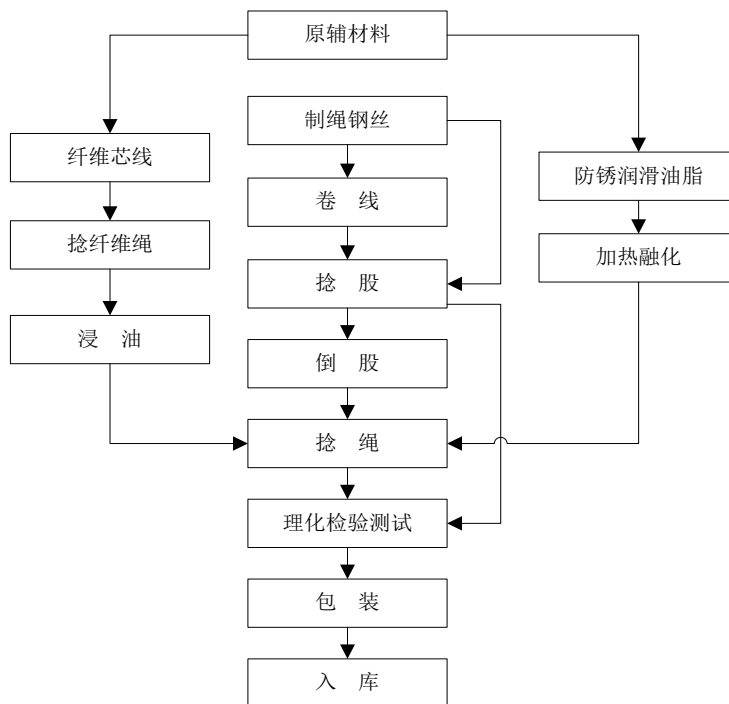 原辅材料
制绳钢丝
纤维芯线
防锈润滑油脂
卷 线
捻纤维绳
加热融化
捻 股
浸 油
倒 股
捻 绳
理化检验测试
包 装
入 库